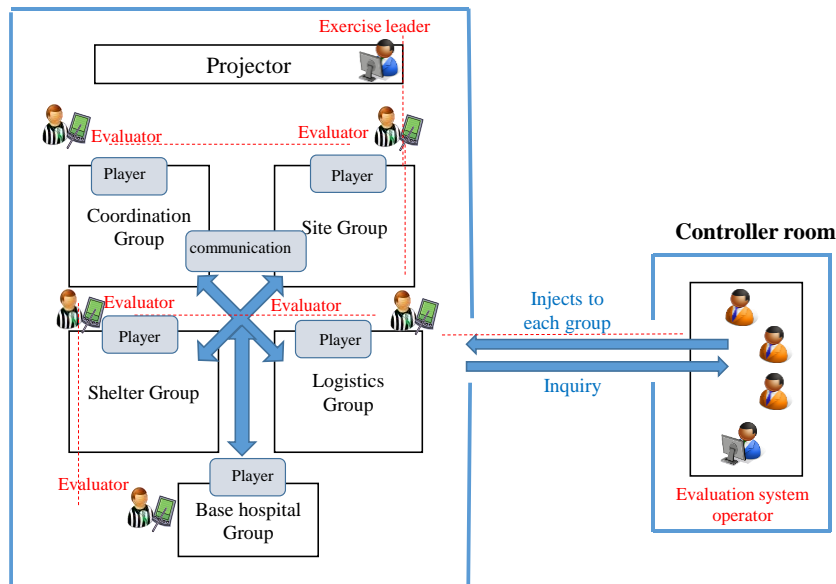 Exercise leader
Projector
Evaluator
Evaluator
Player
Player
Coordination
Group
Site Group
communication
Controller room
Evaluator
Evaluator
Injects to
each group
Player
Player
Shelter Group
Logistics
Group
Inquiry
Player
Evaluator
Base hospital
Group
Evaluation system
operator